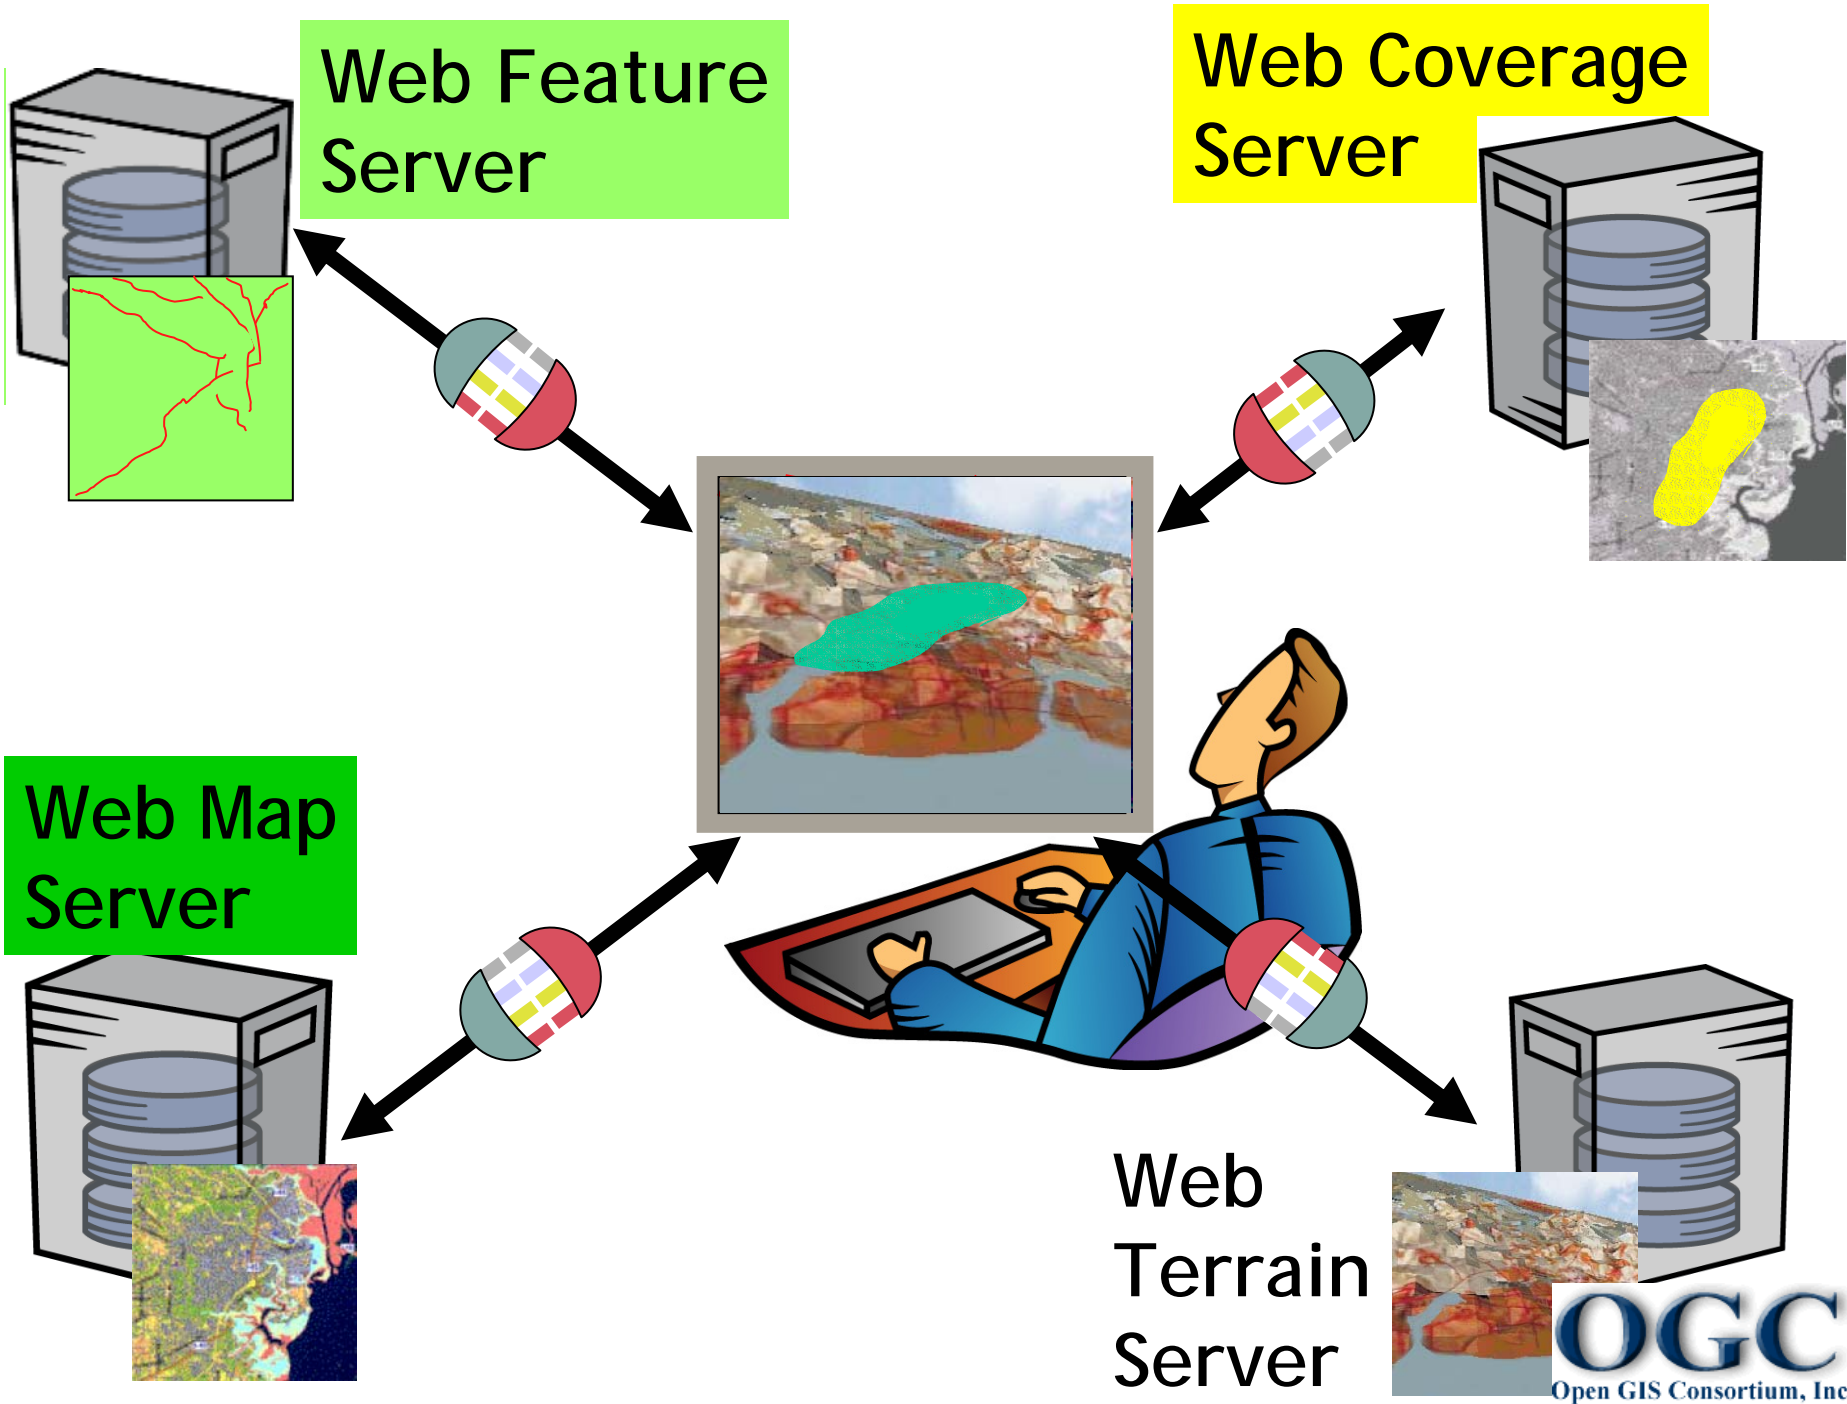 Web Feature
Server
Web Coverage
Server
Web Map
Server
Web
Terrain
Server
OGC
Open GIS Consortium, Inc